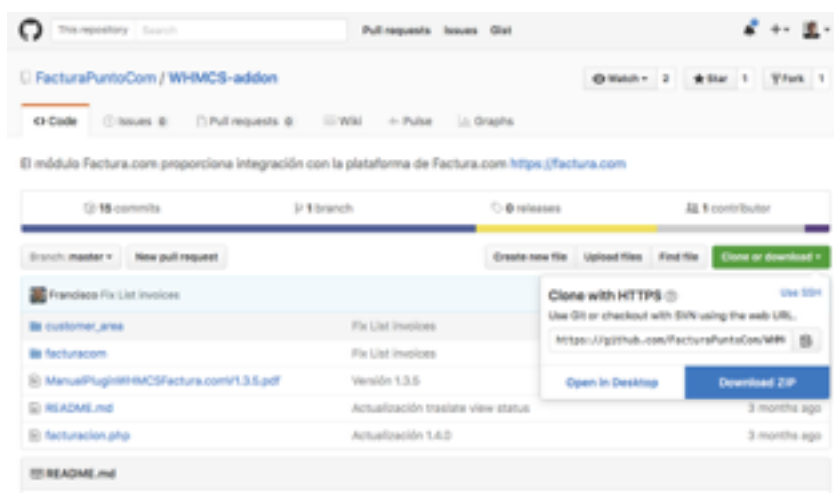 This repository Search Pull requests Issues Gist
FacturaPuntoCom / WHMCS-addon Watch 2 Star 1 Fork 1
Code Issues 0 Pull requests 0 Wiki Pulse Graphs
El módulo Factura.com proporciona integración con la plataforma de Factura.com https://factura.com
15 commits 1 branch 0 releases 1 contributor
Branch: master New pull request Create new file Upload files Find file Clone or download
Francisco Fix List invoices
Clone with HTTPS Use SSH
Use Git or checkout with SVN using the web URL.
https://github.com/FacturaPuntoCom/WHM
Open in Desktop Download ZIP
customer_area Fix List invoices
facturacom Fix List invoices
ManualPluginWHMCSFactura.comV1.3.5.pdf Versión 1.3.5
README.md Actualización traslate view status 3 months ago
facturacion.php Actualización 1.4.0 3 months ago
README.md